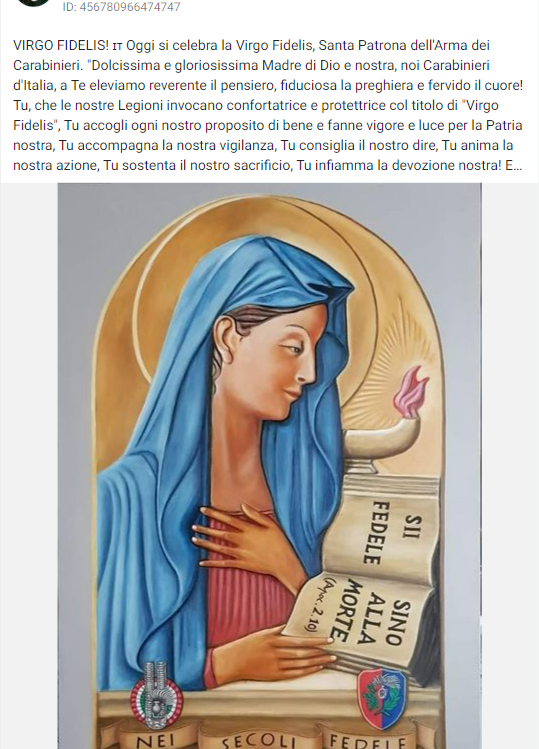 ID: 456780966474747
VIRGO FIDELIS! IT Oggi si celebra la Virgo Fidelis, Santa Patrona dell'Arma dei
Carabinieri. "Dolcissima e gloriosissima Madre di Dio e nostra, noi Carabinieri
d'Italia, a Te eleviamo reverente il pensiero, fiduciosa la preghiera e fervido il cuore!
Tu, che le nostre Legioni invocano confortatrice e protettrice col titolo di "Virgo
Fidelis", Tu accogli ogni nostro proposito di bene e fanne vigore e luce per la Patria
nostra, Tu accompagna la nostra vigilanza, Tu consiglia il nostro dire, Tu anima la
nostra azione, Tu sostenta il nostro sacrificio, Tu infiamma la devozione nostra! E...
SII
FEDELE
SINO
ALLA
MORTE
(Apoc. 2.10)
NEI SECOLI FEDELE